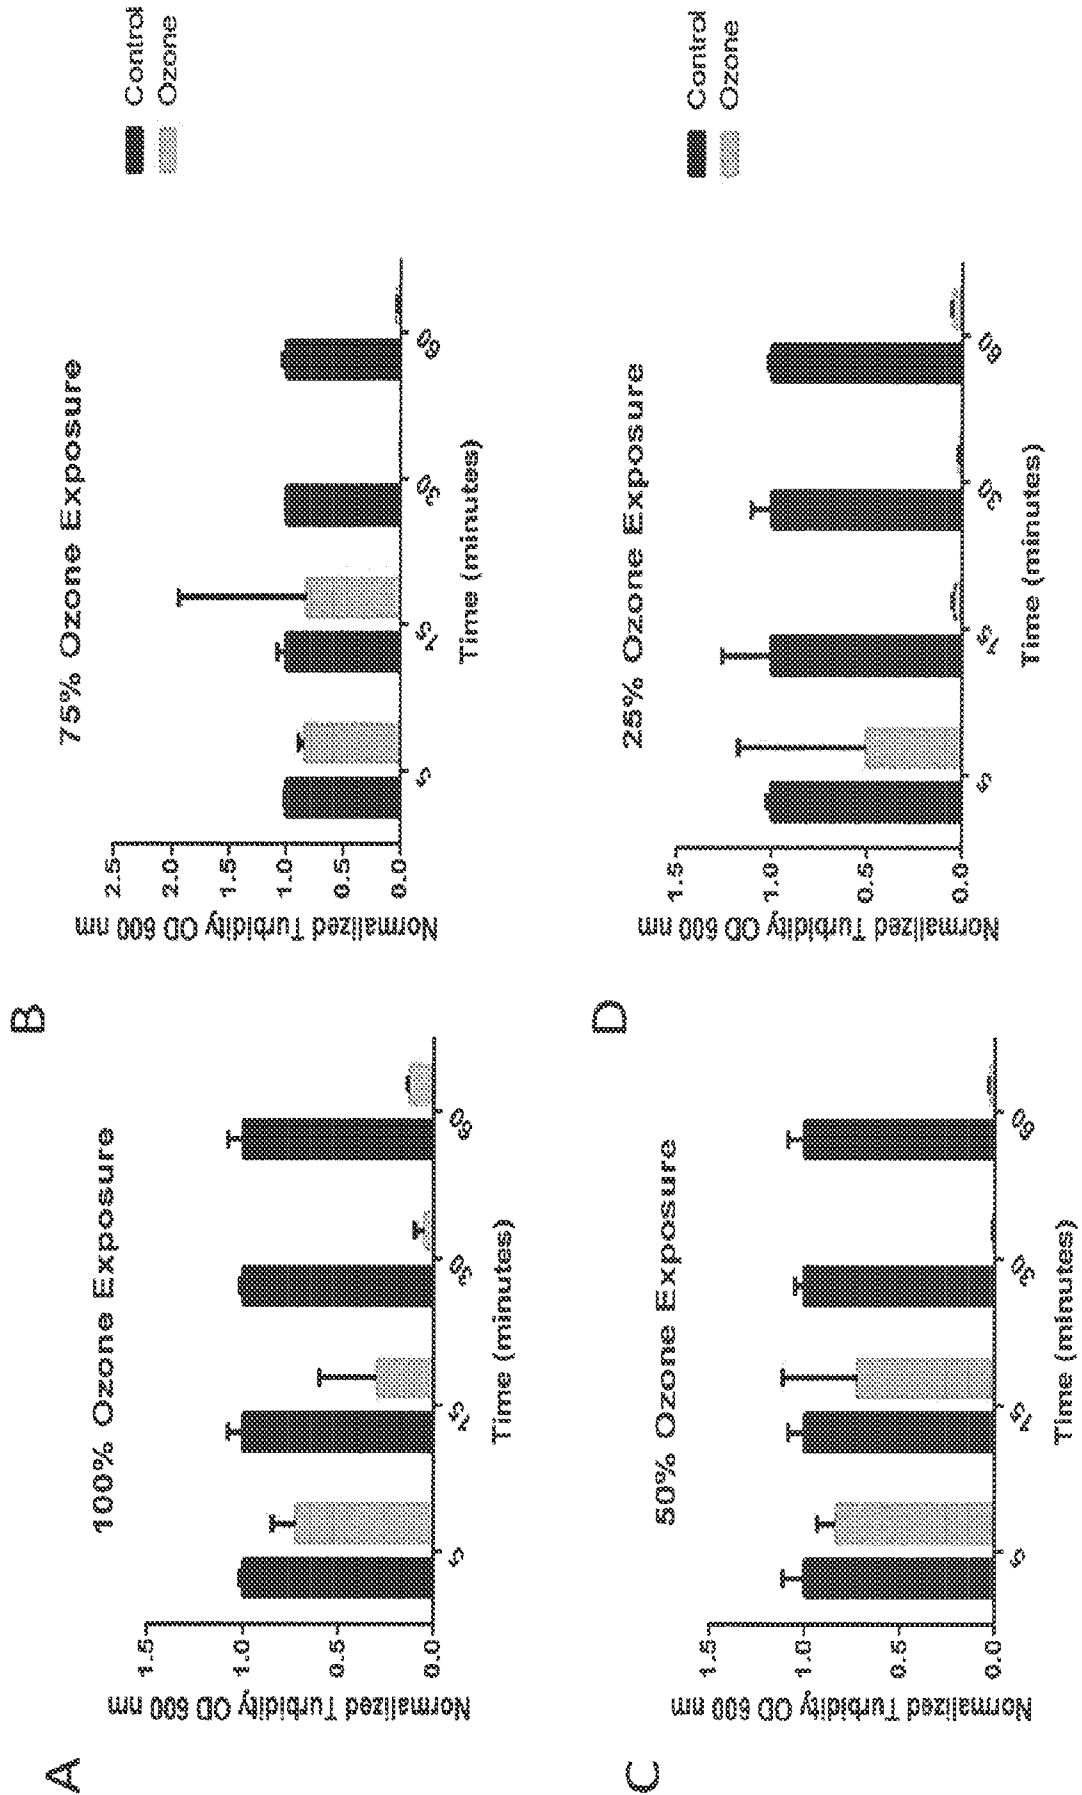 A
100% Ozone Exposure
Normalized Turbidity OD 600 nm
1.5
1.0
0.5
0.0
5
15
30
60
Time (minutes)
B
75% Ozone Exposure
Normalized Turbidity OD 600 nm
2.5
2.0
1.5
1.0
0.5
0.0
5
15
30
60
Time (minutes)
Control
Ozone
C
50% Ozone Exposure
Normalized Turbidity OD 600 nm
1.5
1.0
0.5
0.0
5
15
30
60
Time (minutes)
D
25% Ozone Exposure
Normalized Turbidity OD 600 nm
1.5
1.0
0.5
0.0
5
15
30
60
Time (minutes)
Control
Ozone